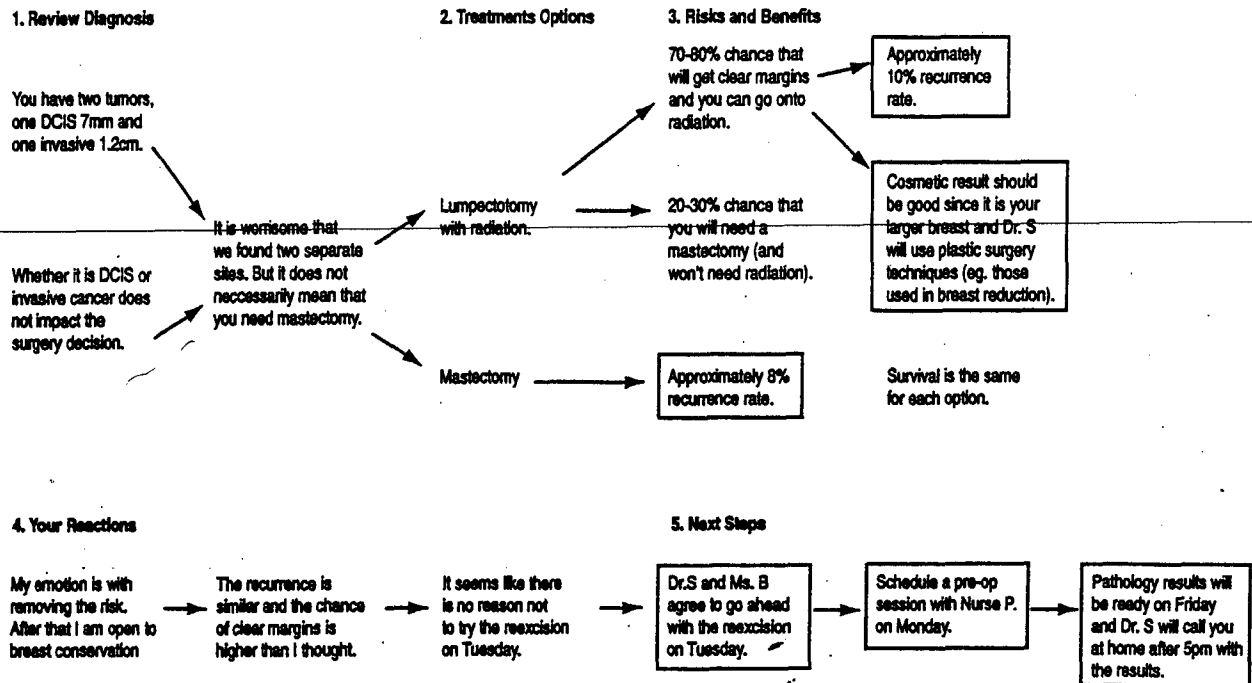 1. Review Diagnosis
You have two tumors,
one DCIS 7mm and
one invasive 1.2cm.
Whether it is DCIS or
invasive cancer does
not impact the
surgery decision.
It is worrisome that
we found two separate
sites. But it does not
neccessarily mean that
you need mastectomy.
2. Treatments Options
Lumpectotomy
with radiation.
Mastectomy
3. Risks and Benefits
70-80% chance that
will get clear margins
and you can go onto
radiation.
20-30% chance that
you will need a
mastectomy (and
won't need radiation).
Approximately 8%
recurrence rate.
Approximately
10% recurrence
rate.
Cosmetic result should
be good since it is your
larger breast and Dr. S
will use plastic surgery
techniques (eg. those
used in breast reduction).
Survival is the same
for each option.
4. Your Reactions
My emotion is with
removing the risk.
After that I am open to
breast conservation
The recurrence is
similar and the chance
of clear margins is
higher than I thought.
It seems like there
is no reason not
to try the reexcision
on Tuesday.
5. Next Steps
Dr.S and Ms. B
agree to go ahead
with the reexcision
on Tuesday.
Schedule a pre-op
session with Nurse P.
on Monday.
Pathology results will
be ready on Friday
and Dr. S will call you
at home after 5pm with
the results.